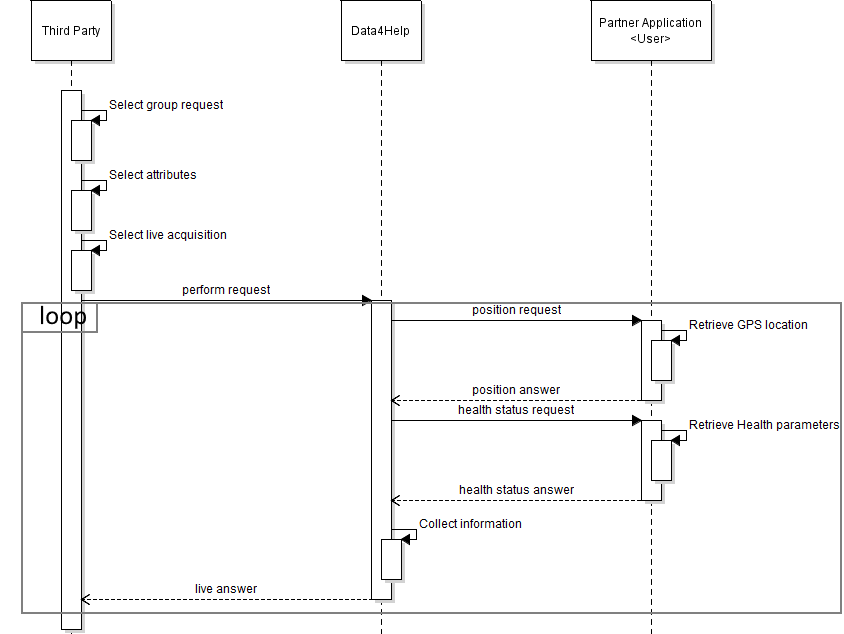 Third Party
Data4Help
Partner Application
<User>
Select group request
Select attributes
Select live acquisition
perform request
loop
position request
Retrieve GPS location
position answer
health status request
Retrieve Health parameters
health status answer
Collect information
live answer